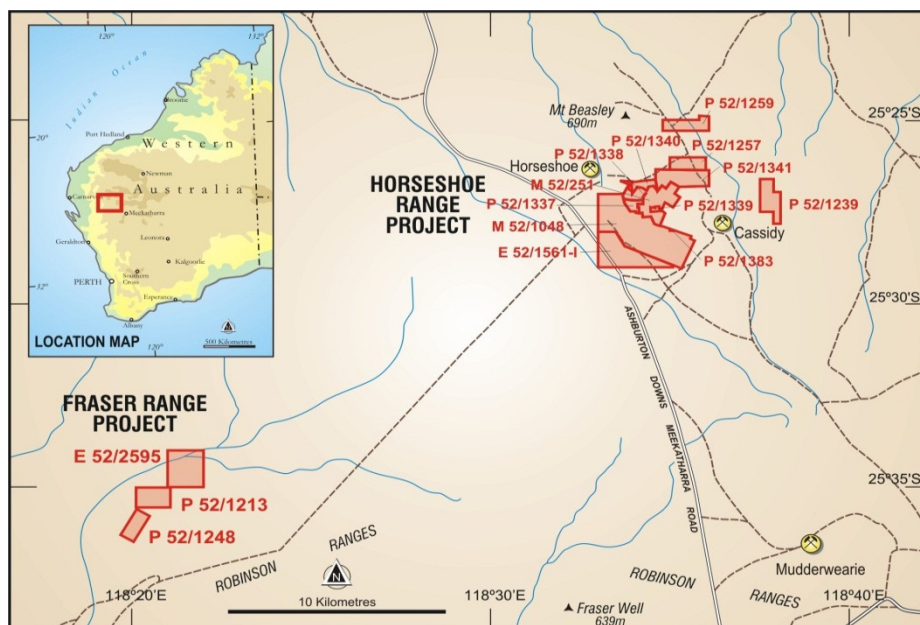 120°
132°
Indian Ocean
Broome
20°
Port Hedland
Western
Newman
Australia
Carnarvon
Meekatharra
Geraldton
Leonora
Kalgoorlie
PERTH
Southern
Cross
32°
Esperance
Albany
LOCATION MAP
120°
500 Kilometres
Mt Beasley
690m
P 52/1259
25°25'
P 52/1340
P 52/1257
P 52/1338
Horseshoe
P 52/1341
HORSESHOE
RANGE
PROJECT
M 52/251
P 52/1337
P 52/1339
P 52/1239
M 52/1048
Cassidy
E 52/1561-I
P 52/1383
25°30'
ASHBURTON DOWNS MEEKATHARRA ROAD
FRASER RANGE
PROJECT
E 52/2595
P 52/1213
25°35'
P 52/1248
ROBINSON RANGES
N
Mudderwearie
ROBINSON RANGES
118°20'
10 Kilometres
118°30'
Fraser Well
639m
118°40'